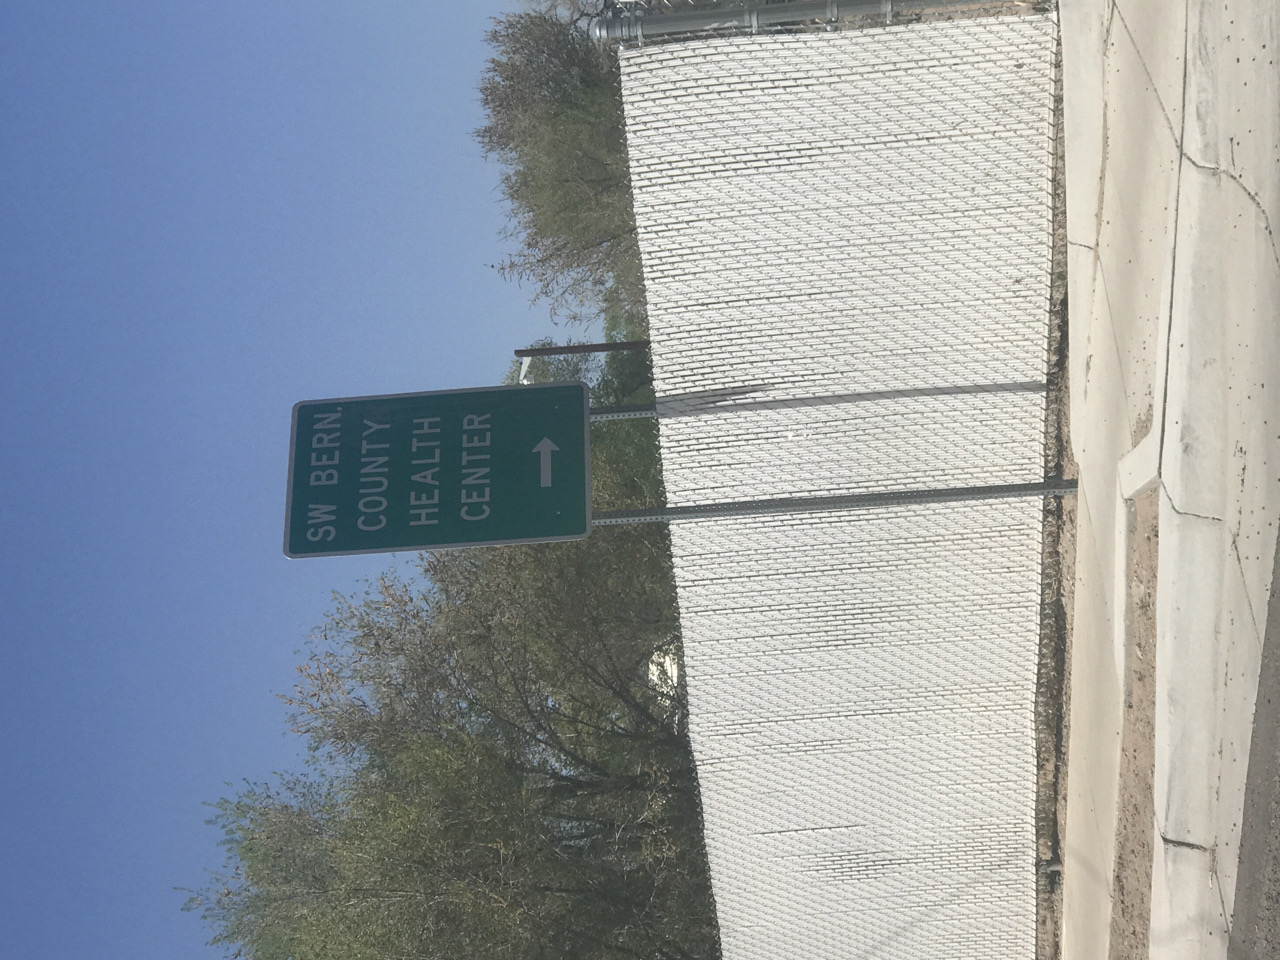 SW BERN.
COUNTY
HEALTH
CENTER
→